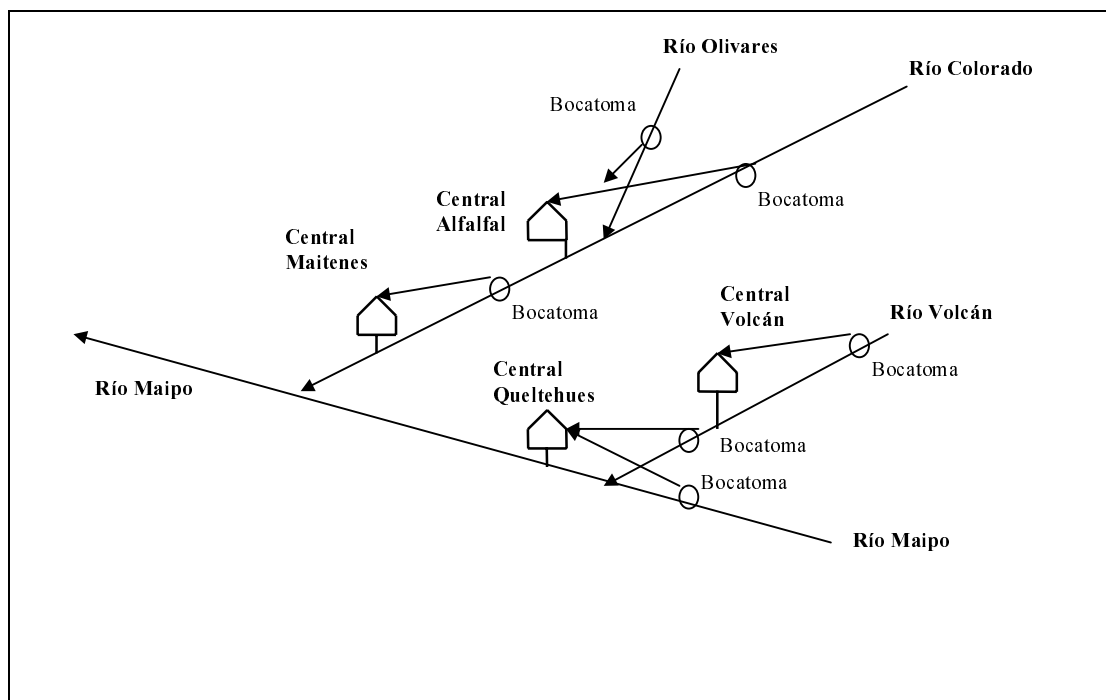 Río Olivares
Río Colorado
Bocatoma
Bocatoma
Central
Alfalfal
Central
Maitenes
Bocatoma
Central
Volcán
Río Volcán
Bocatoma
Río Maipo
Central
Queltehues
Bocatoma
Bocatoma
Río Maipo